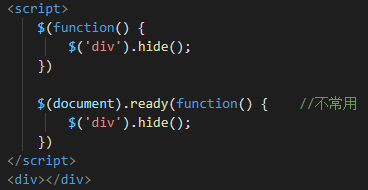 <script>
    $(function() {
        $('div').hide();
    })

    $(document).ready(function() {    //不常用
        $('div').hide();
    })
</script>
<div></div>